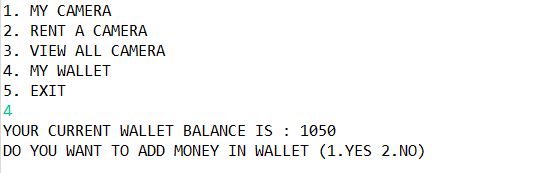 1. MY CAMERA
2. RENT A CAMERA
3. VIEW ALL CAMERA
4. MY WALLET
5. EXIT
4
YOUR CURRENT WALLET BALANCE IS : 1050
DO YOU WANT TO ADD MONEY IN WALLET (1.YES 2.NO)